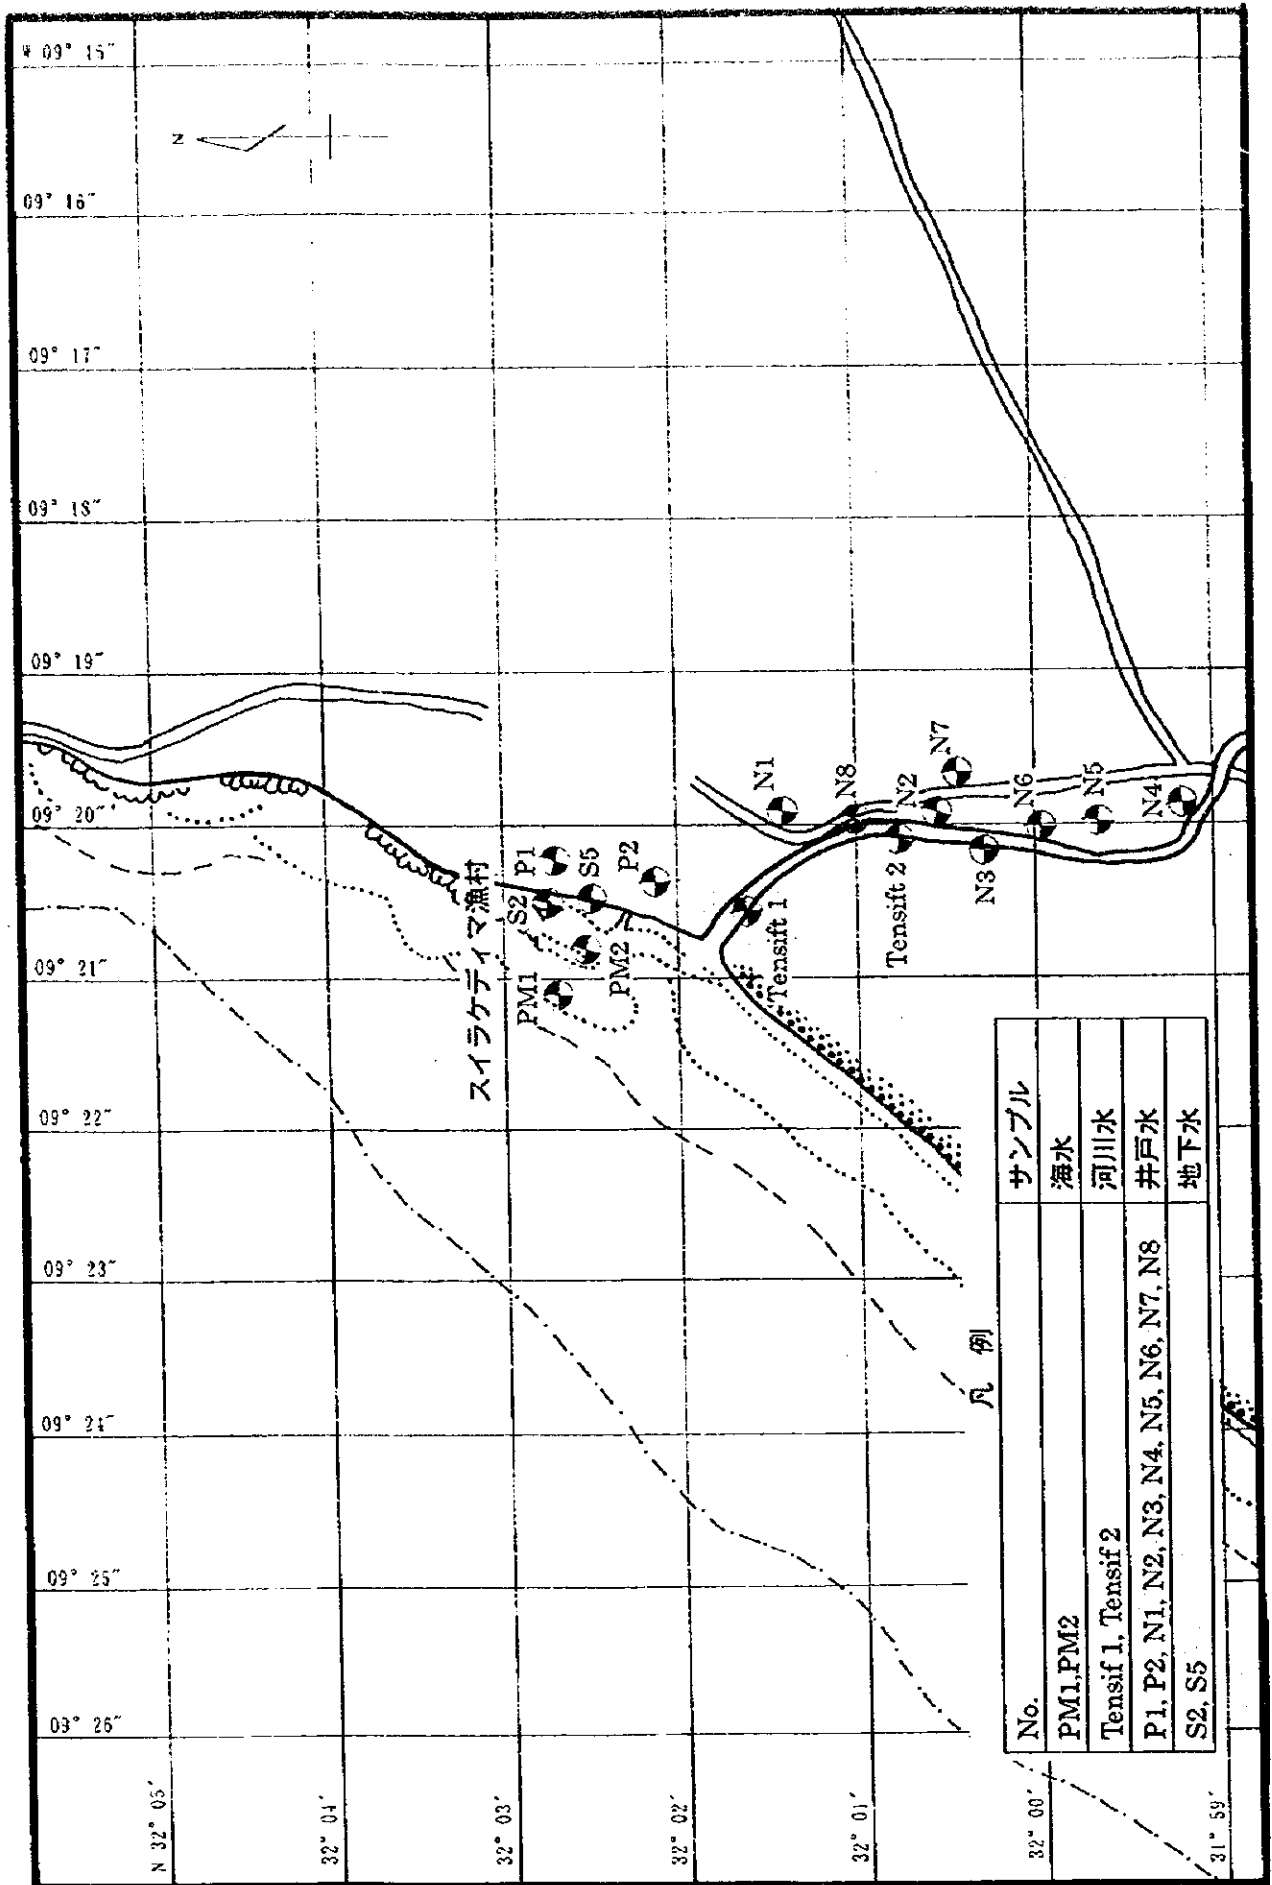 W 09° 15″
09° 16″
09° 17″
09° 18″
09° 19″
09° 20″
09° 21″
09° 22″
09° 23″
09° 24″
09° 25″
09° 26″
N
N 32° 05′
32° 04′
32° 03′
32° 02′
32° 01′
32° 00′
31° 59′
スイラケディマ漁村
PM1
S2
P1
PM2
S5
P2
Tensift 1
N1
N8
Tensift 2
N2
N7
N3
N6
N5
N4
凡 例
No. サンプル
PM1,PM2 海水
Tensif 1, Tensif 2 河川水
P1, P2, N1, N2, N3, N4, N5, N6, N7, N8 井戸水
S2, S5 地下水